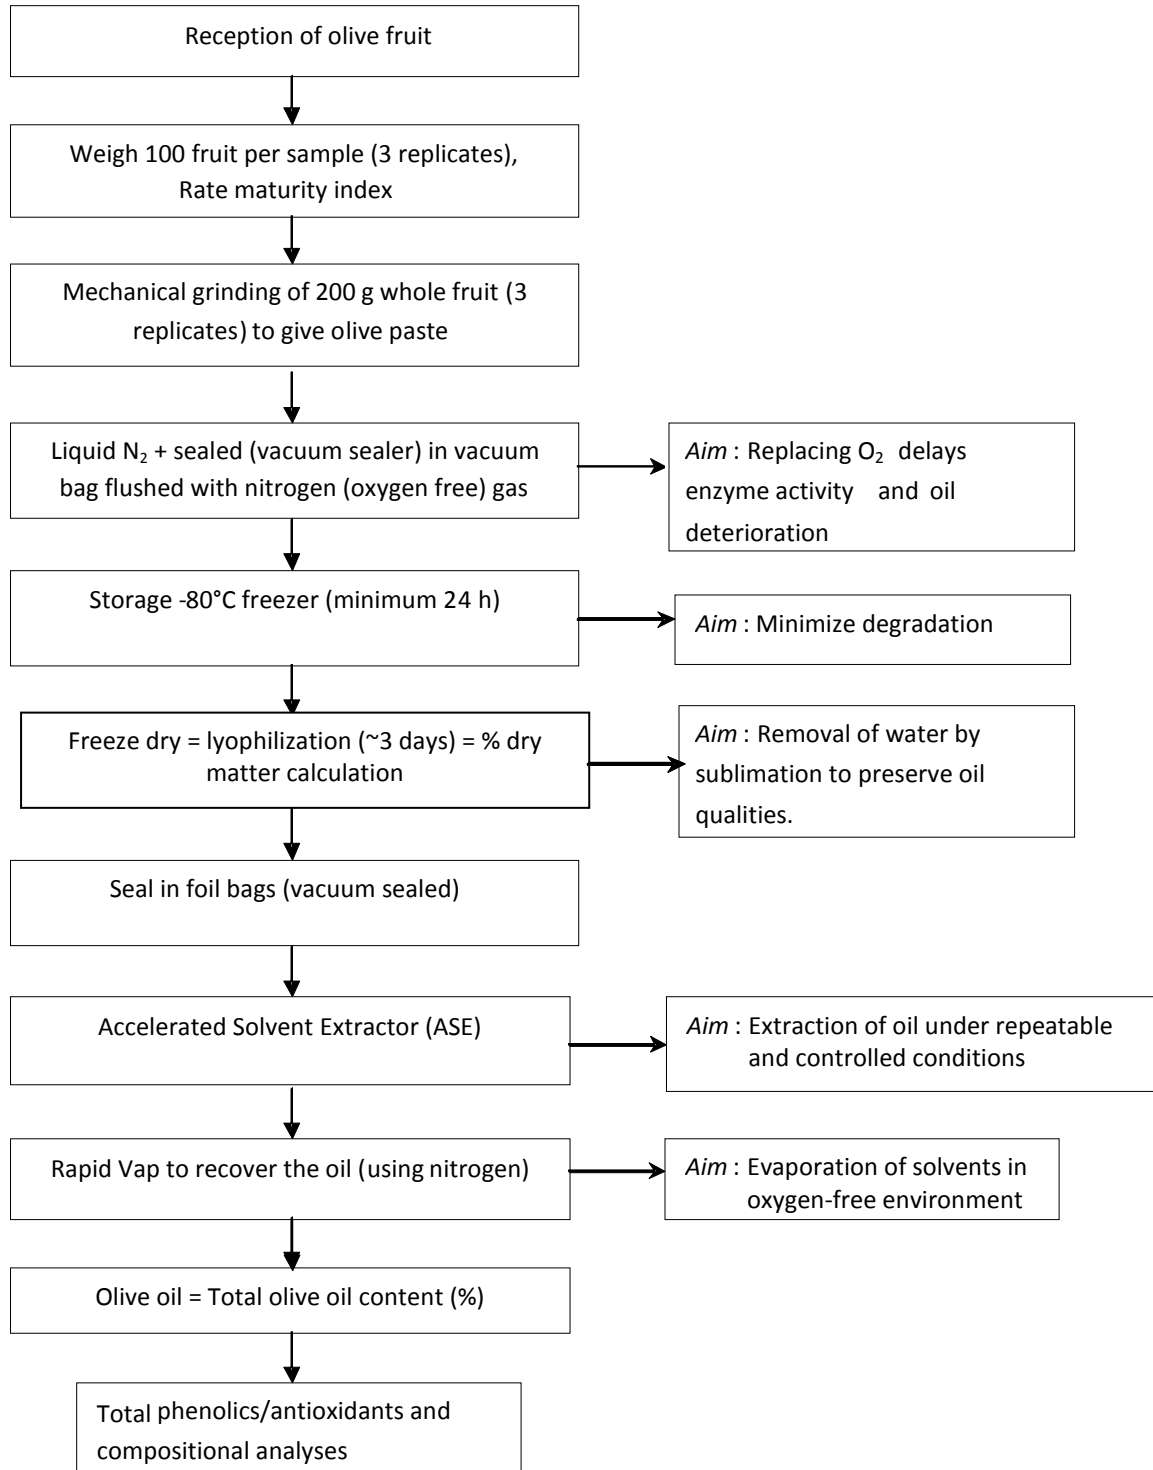 Reception of olive fruit
Weigh 100 fruit per sample (3 replicates),
Rate maturity index
Mechanical grinding of 200 g whole fruit (3
replicates) to give olive paste
Liquid N₂ + sealed (vacuum sealer) in vacuum
bag flushed with nitrogen (oxygen free) gas
Aim : Replacing O₂ delays
enzyme activity and oil
deterioration
Storage -80°C freezer (minimum 24 h)
Aim : Minimize degradation
Freeze dry = lyophilization (~3 days) = % dry
matter calculation
Aim : Removal of water by
sublimation to preserve oil
qualities.
Seal in foil bags (vacuum sealed)
Accelerated Solvent Extractor (ASE)
Aim : Extraction of oil under repeatable
and controlled conditions
Rapid Vap to recover the oil (using nitrogen)
Aim : Evaporation of solvents in
oxygen-free environment
Olive oil = Total olive oil content (%)
Total phenolics/antioxidants and
compositional analyses